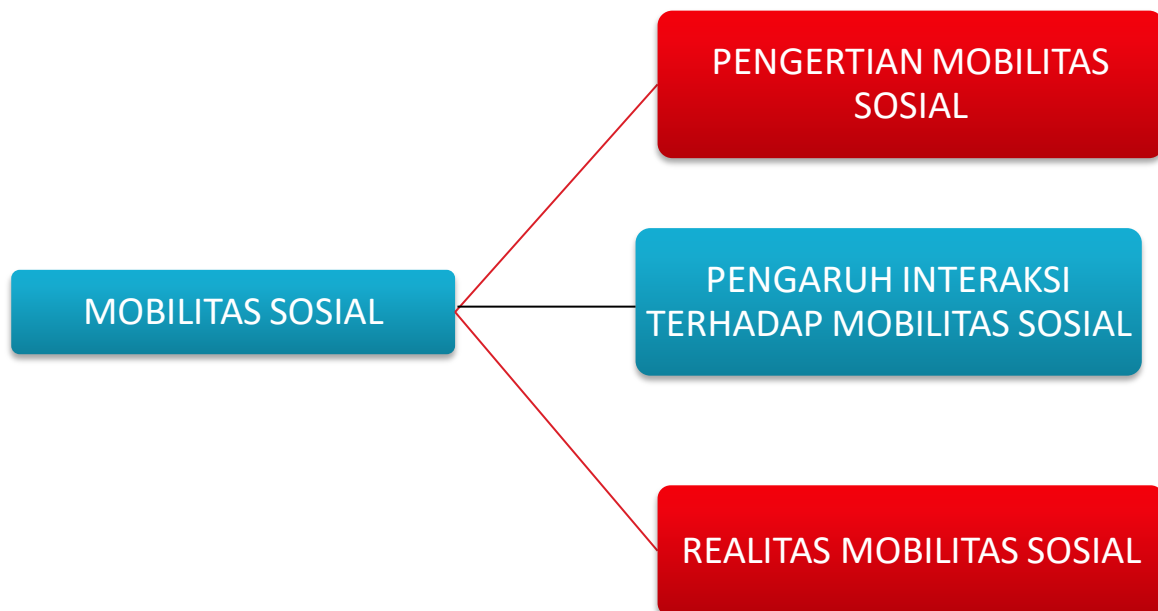 PENGERTIAN MOBILITAS
SOSIAL
MOBILITAS SOSIAL
PENGARUH INTERAKSI
TERHADAP MOBILITAS SOSIAL
REALITAS MOBILITAS SOSIAL